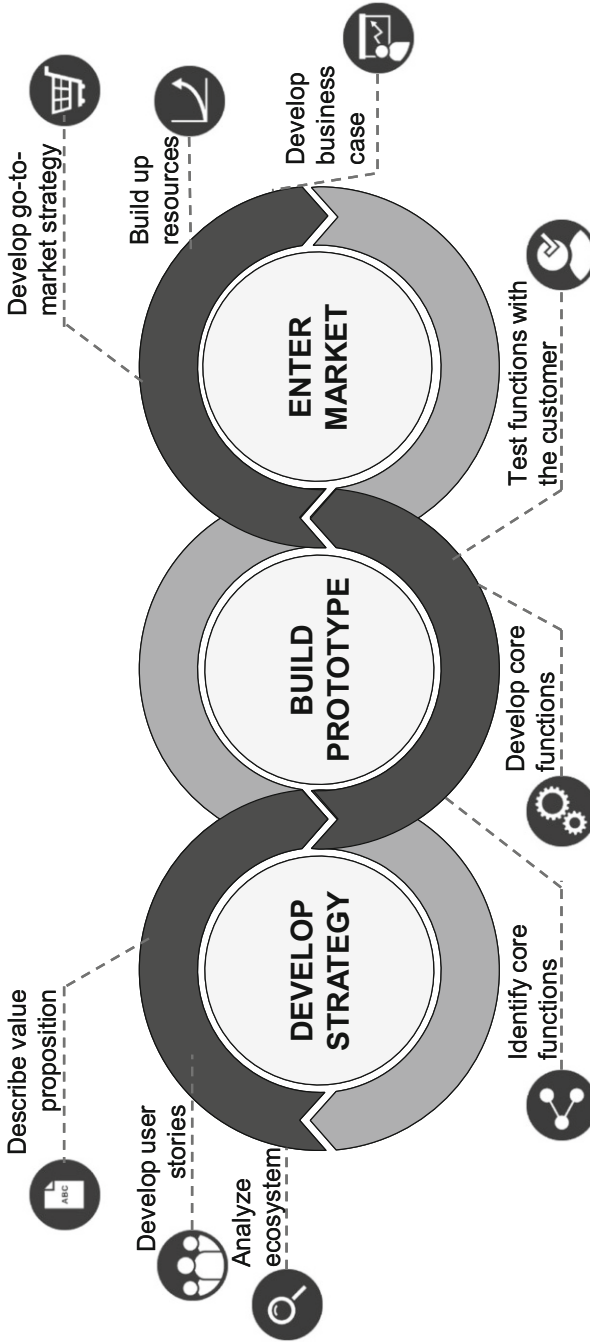 Describe value
proposition
Develop user
stories
Analyze
ecosystem
ABC
DEVELOP
STRATEGY
Identify core
functions
BUILD
PROTOTYPE
Develop core
functions
Test functions with
the customer
ENTER
MARKET
Develop go-to-
market strategy
Build up
resources
Develop
business
case